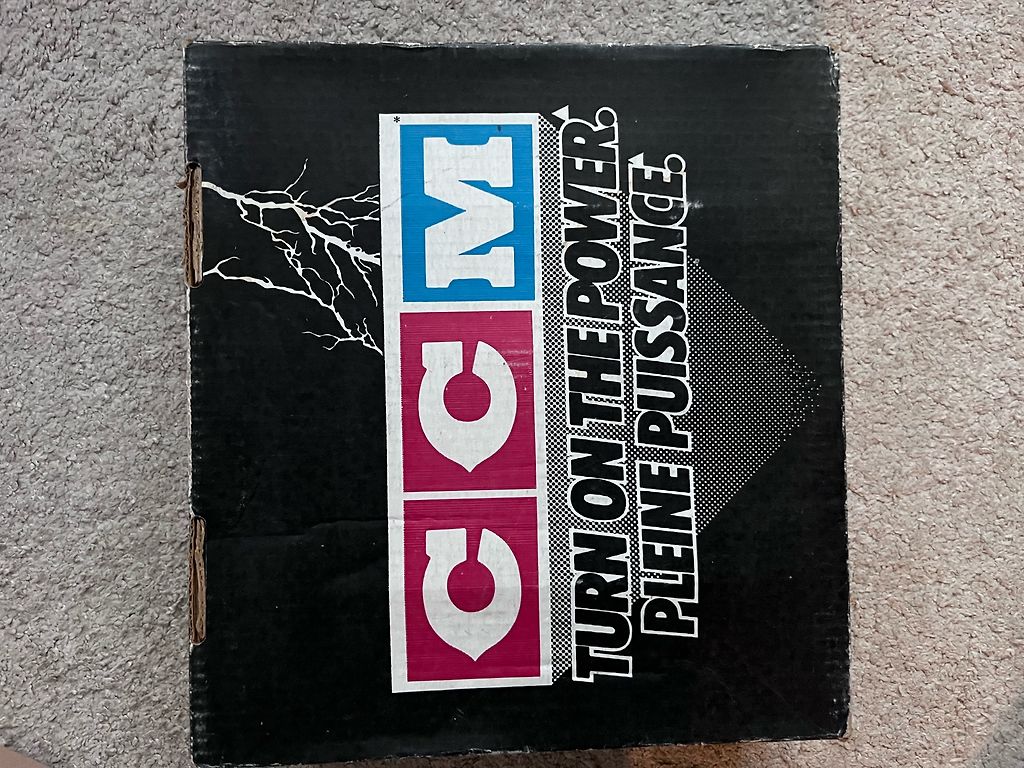 CCM*
TURN ON THE POWER.
PLEINE PUISSANCE.